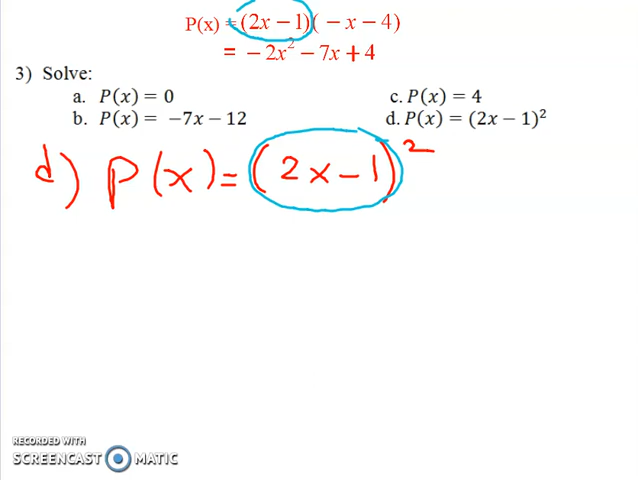 P(x) = (2x − 1)(− x − 4)
= − 2x² − 7x + 4
3) Solve:
a. P(x) = 0
c. P(x) = 4
b. P(x) = −7x − 12
d. P(x) = (2x − 1)²
d) P(x) = (2x − 1)²
RECORDED WITH
SCREENCAST MATIC